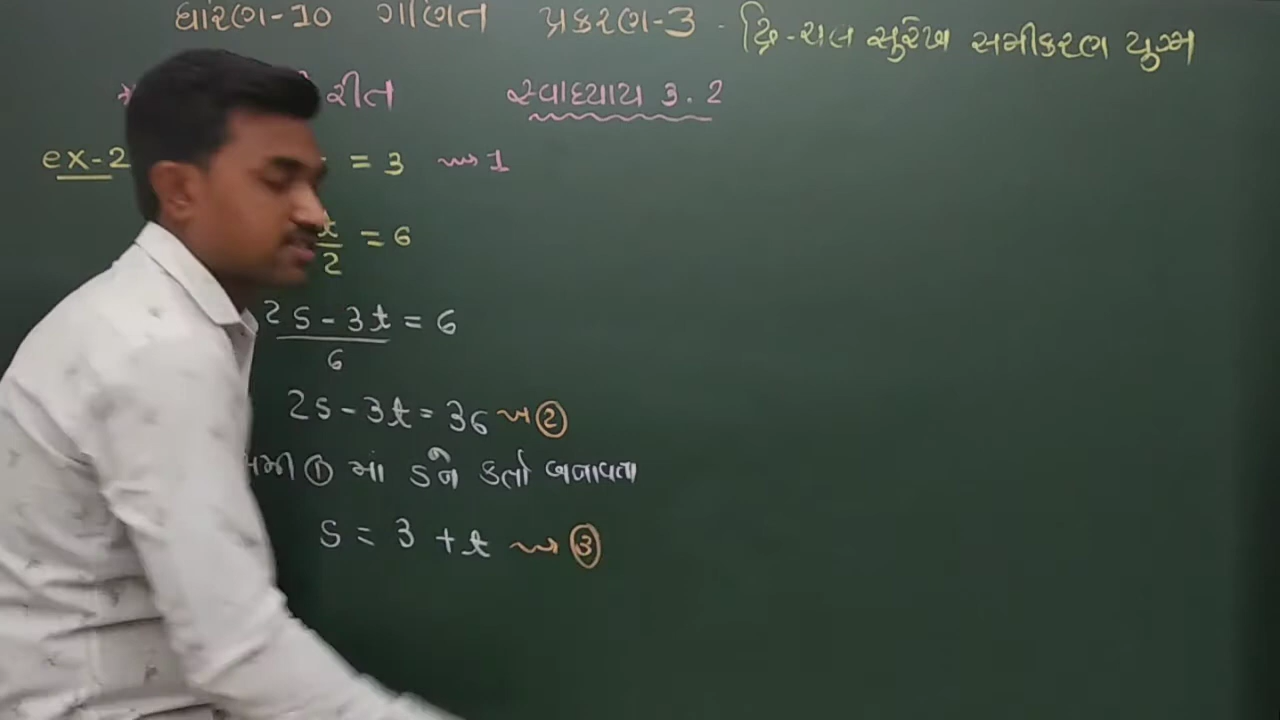 ધોરણ-10 ગણિત પ્રકરણ-3 - દ્વિ-ચલ સુરેખ સમીકરણ યુગ્મ
રીત સ્વાધ્યાય 3.2
ex-2 = 3 ⇝ 1
t/2 = 6
2s - 3t / 6 = 6
2s - 3t = 36 ⇝ ②
① માં sને કર્તા બનાવતા
s = 3 + t ⇝ ③